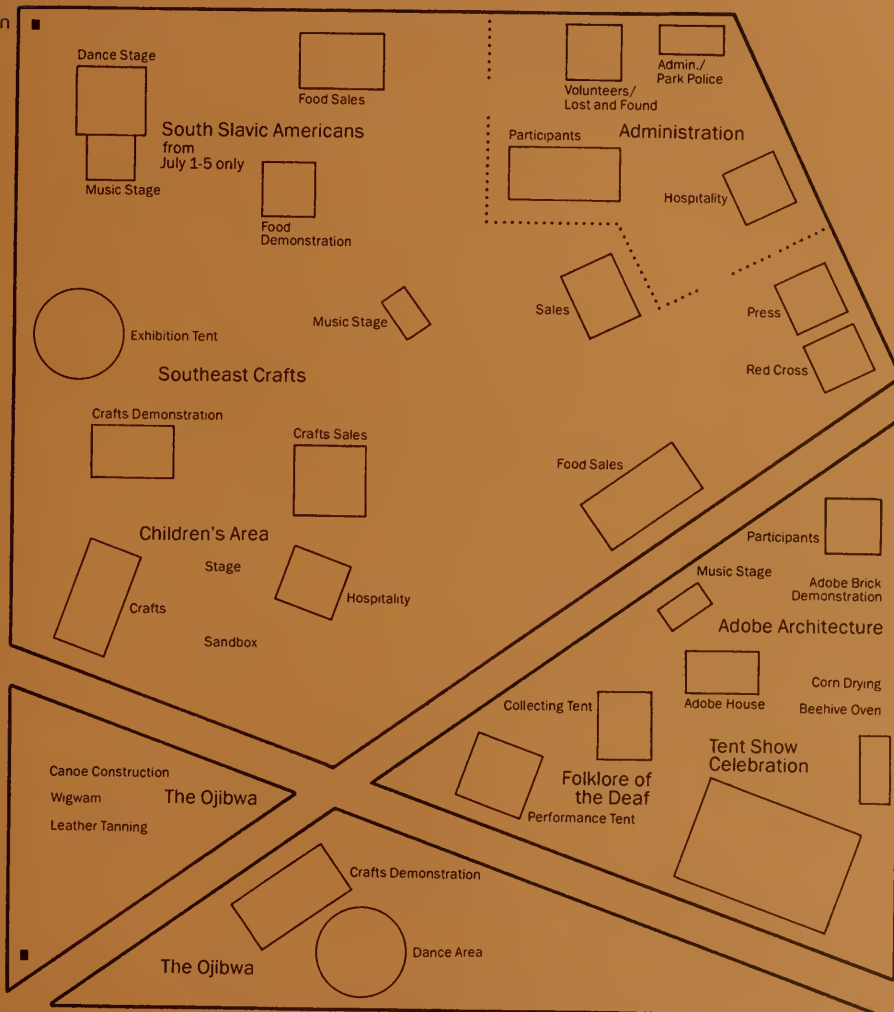 n
Dance Stage
Food Sales
Volunteers/
Lost and Found
Admin./
Park Police
South Slavic Americans
from
July 1-5 only
Music Stage
Food
Demonstration
Participants
Administration
Hospitality
Exhibition Tent
Music Stage
Sales
Press
Red Cross
Southeast Crafts
Crafts Demonstration
Crafts Sales
Food Sales
Children's Area
Stage
Crafts
Hospitality
Sandbox
Participants
Music Stage
Adobe Brick
Demonstration
Adobe Architecture
Adobe House
Corn Drying
Beehive Oven
Collecting Tent
Folklore of
the Deaf
Performance Tent
Tent Show
Celebration
Canoe Construction
Wigwam
The Ojibwa
Leather Tanning
Crafts Demonstration
The Ojibwa
Dance Area